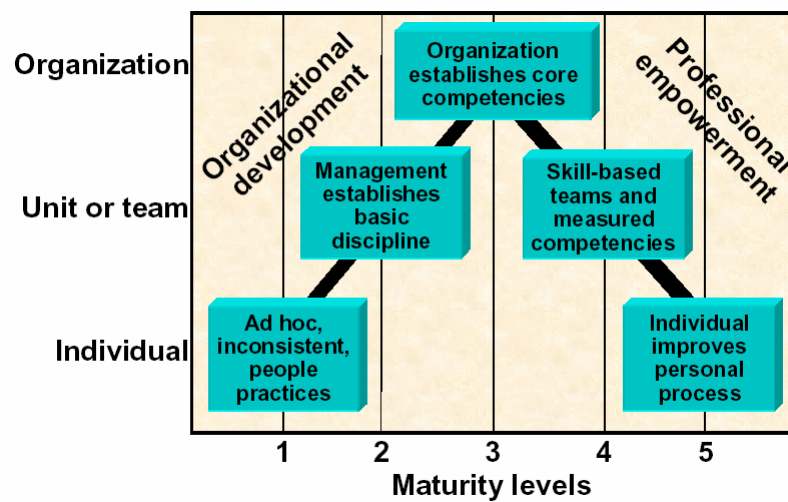 Organization
Unit or team
Individual
Organizational
development
Professional
empowerment
Organization
establishes core
competencies
Management
establishes
basic
discipline
Skill-based
teams and
measured
competencies
Ad hoc,
inconsistent,
people
practices
Individual
improves
personal
process
1 2 3 4 5
Maturity levels